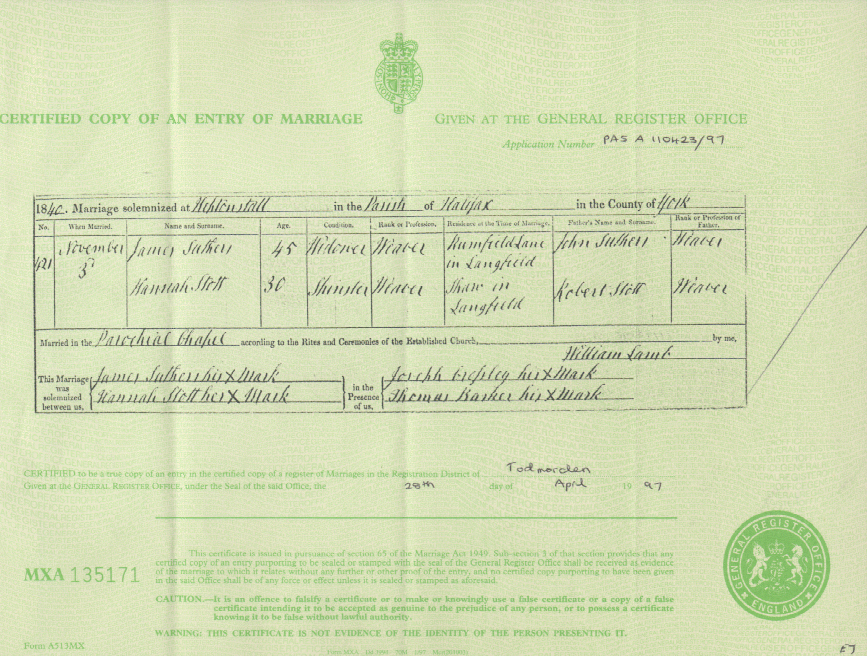 CERTIFIED COPY OF AN ENTRY OF MARRIAGE GIVEN AT THE GENERAL REGISTER OFFICE
Application Number PAS A 110423/97
1840. Marriage solemnized at Heptonstall in the Parish of Halifax in the County of York
No. When Married. Name and Surname. Age. Condition. Rank or Profession. Residence at the Time of Marriage. Father's Name and Surname. Rank or Profession of Father.
421 November 3d James Suthers 45 Widower Weaver Rumfield Lane in Langfield John Suthers Weaver
Hannah Stott 30 Spinster Weaver Shaw in Langfield Robert Stott Weaver
Married in the Parochial Chapel according to the Rites and Ceremonies of the Established Church, by me,
William Lamb
This Marriage was solemnized between us, James Suthers his X Mark in the Presence of us, Joseph his X Mark
Hannah Stott her X Mark Thomas Barker his X Mark
CERTIFIED to be a true copy of an entry in the certified copy of a register of Marriages in the Registration District of Todmorden
Given at the GENERAL REGISTER OFFICE, under the Seal of the said Office, the 28th day of April 19 97
MXA 135171
This certificate is issued in pursuance of section 65 of the Marriage Act 1949. Sub-section 3 of that section provides that any
certified copy of an entry purporting to be sealed or stamped with the seal of the General Register Office shall be received as evidence
of the marriage to which it relates without any further or other proof of the entry, and no certified copy purporting to have been given
in the said Office shall be of any force or effect unless it is sealed or stamped as aforesaid.
CAUTION.—It is an offence to falsify a certificate or to make or knowingly use a false certificate or a copy of a false
certificate intending it to be accepted as genuine to the prejudice of any person, or to possess a certificate
knowing it to be false without lawful authority.
WARNING: THIS CERTIFICATE IS NOT EVIDENCE OF THE IDENTITY OF THE PERSON PRESENTING IT.
GENERAL REGISTER OFFICE ENGLAND
Form A513MX